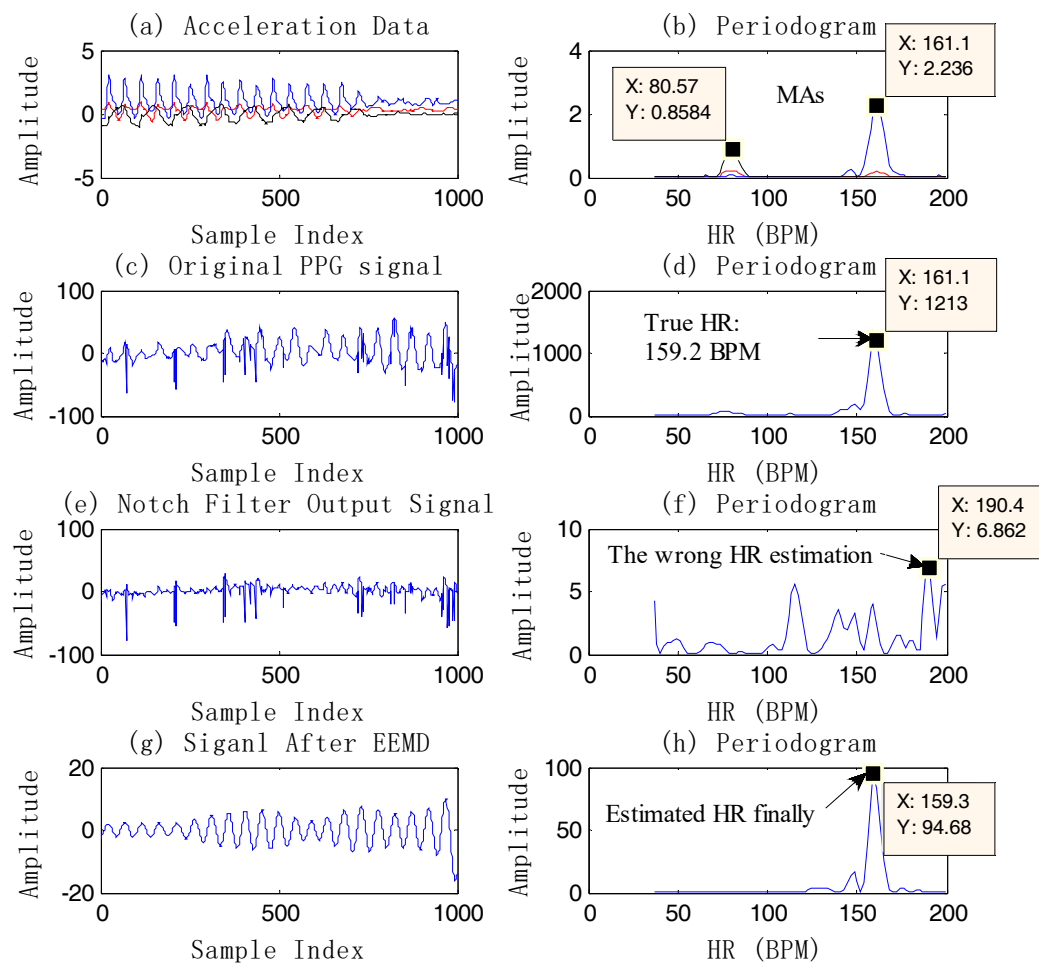 (a) Acceleration Data
Amplitude
5
0
-5
0
500
1000
Sample Index
(b) Periodogram
Amplitude
4
2
0
0
50
100
150
200
HR (BPM)
X: 80.57
Y: 0.8584
MAs
X: 161.1
Y: 2.236
(c) Original PPG signal
Amplitude
100
0
-100
0
500
1000
Sample Index
(d) Periodogram
Amplitude
2000
1000
0
0
50
100
150
200
HR (BPM)
True HR:
159.2 BPM
X: 161.1
Y: 1213
(e) Notch Filter Output Signal
Amplitude
100
0
-100
0
500
1000
Sample Index
(f) Periodogram
Amplitude
10
5
0
0
50
100
150
200
HR (BPM)
The wrong HR estimation
X: 190.4
Y: 6.862
(g) Siganl After EEMD
Amplitude
20
0
-20
0
500
1000
Sample Index
(h) Periodogram
Amplitude
100
50
0
0
50
100
150
200
HR (BPM)
Estimated HR finally
X: 159.3
Y: 94.68